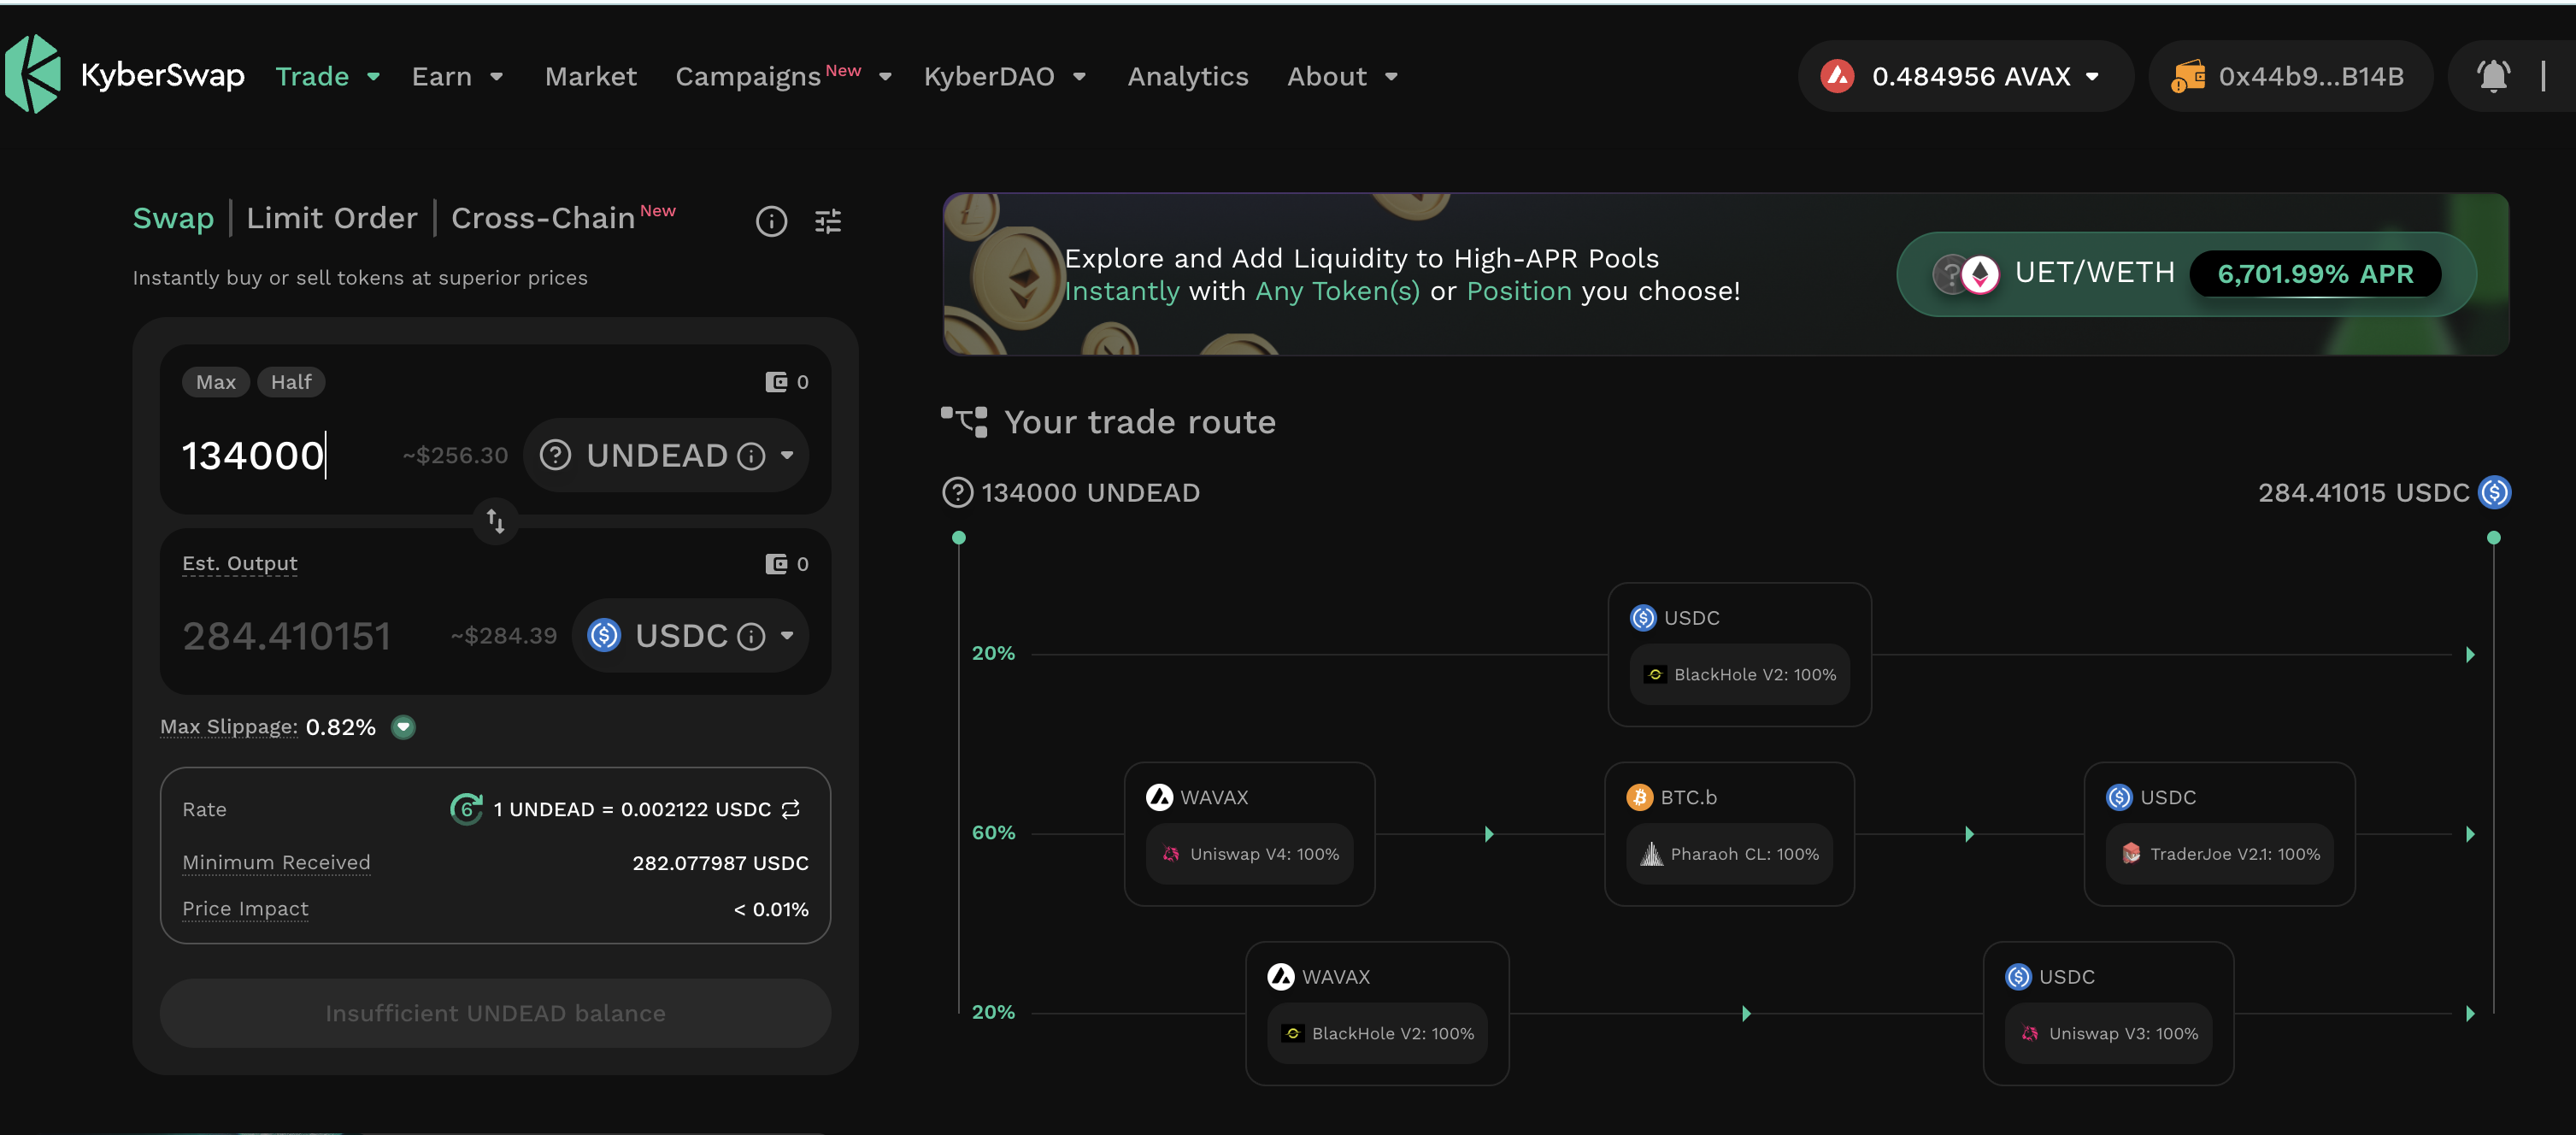 KyberSwap Trade Earn Market Campaigns New KyberDAO Analytics About 0.484956 AVAX 0x44b9...B14B
Swap | Limit Order | Cross-Chain New
Instantly buy or sell tokens at superior prices
Max Half 0
134000 ~$256.30 UNDEAD
Est. Output 0
284.410151 ~$284.39 USDC
Max Slippage: 0.82%
Rate 6 1 UNDEAD = 0.002122 USDC
Minimum Received 282.077987 USDC
Price Impact < 0.01%
Insufficient UNDEAD balance
Explore and Add Liquidity to High-APR Pools
Instantly with Any Token(s) or Position you choose!
UET/WETH 6,701.99% APR
Your trade route
134000 UNDEAD 284.41015 USDC
USDC
20%
BlackHole V2: 100%
WAVAX BTC.b USDC
60%
Uniswap V4: 100% Pharaoh CL: 100% TraderJoe V2.1: 100%
WAVAX USDC
20%
BlackHole V2: 100% Uniswap V3: 100%